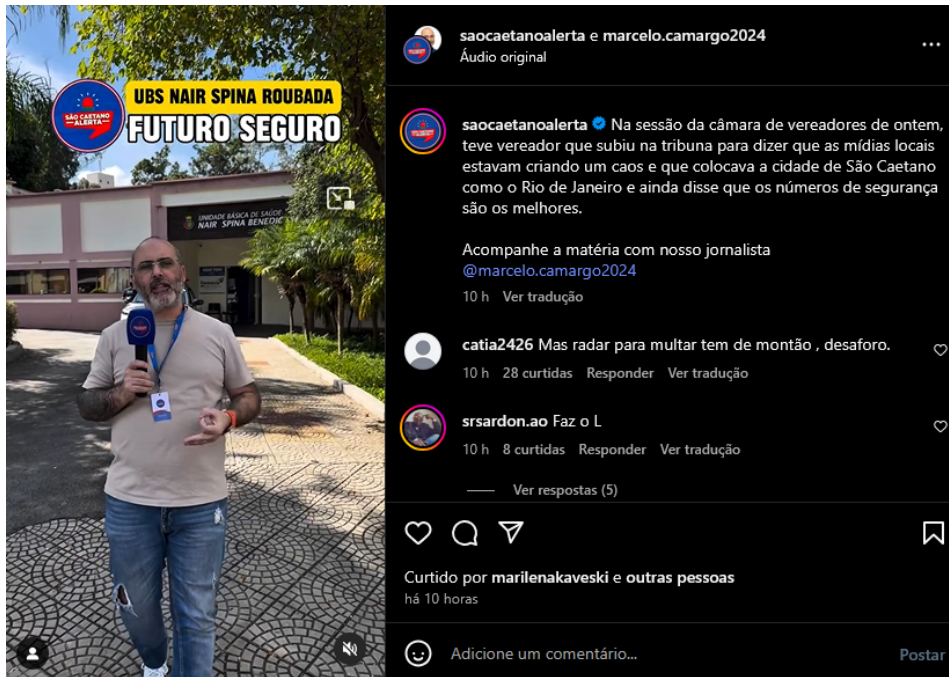 UBS NAIR SPINA ROUBADA
FUTURO SEGURO
SÃO CAETANO
ALERTA
UNIDADE BÁSICA DE SAÚDE
NAIR SPINA BENEDIC
saocaetanoalerta e marcelo.camargo2024
Áudio original
saocaetanoalerta Na sessão da câmara de vereadores de ontem,
teve vereador que subiu na tribuna para dizer que as mídias locais
estavam criando um caos e que colocava a cidade de São Caetano
como o Rio de Janeiro e ainda disse que os números de segurança
são os melhores.
Acompanhe a matéria com nosso jornalista
@marcelo.camargo2024
10 h Ver tradução
catia2426 Mas radar para multar tem de montão , desaforo.
10 h 28 curtidas Responder Ver tradução
srsardon.ao Faz o L
10 h 8 curtidas Responder Ver tradução
Ver respostas (5)
Curtido por marilenakaveski e outras pessoas
há 10 horas
Adicione um comentário...
Postar